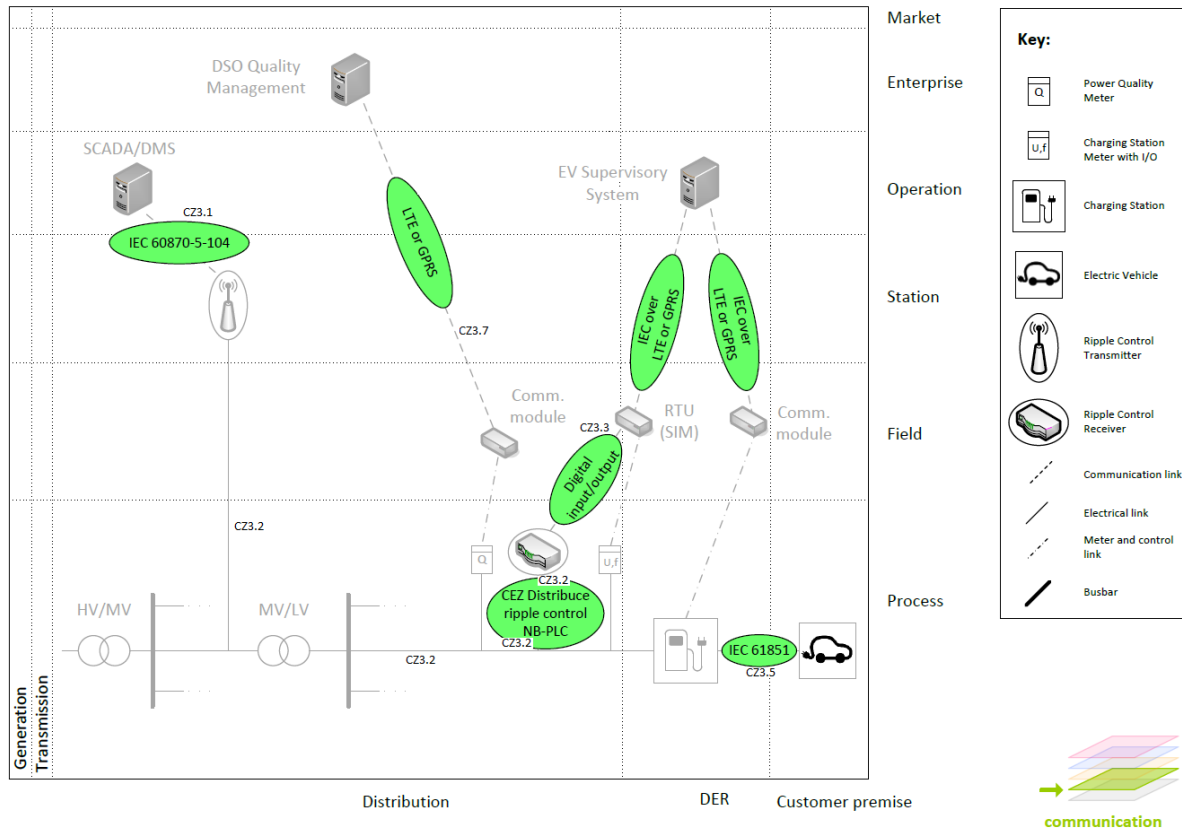 Market
DSO Quality
Management
Enterprise
SCADA/DMS
EV Supervisory
System
Operation
CZ3.1
IEC 60870-5-104
LTE or GPRS
IEC over
LTE or GPRS
IEC over
LTE or GPRS
Station
CZ3.7
Comm.
module
CZ3.3
RTU
(SIM)
Comm.
module
Field
Digital
input/output
CZ3.2
Q
U,f
CZ3.2
CEZ Distribuce
ripple control
NB-PLC
CZ3.2
Process
HV/MV
MV/LV
CZ3.2
IEC 61851
CZ3.5
Generation
Transmission
Distribution
DER
Customer premise
Key:
Q
Power Quality
Meter
U,f
Charging Station
Meter with I/O
Charging Station
Electric Vehicle
Ripple Control
Transmitter
Ripple Control
Receiver
Communication link
Electrical link
Meter and control
link
Busbar
communication